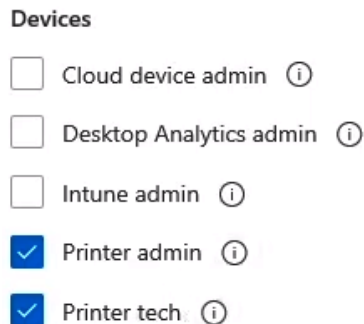 Devices
Cloud device admin
Desktop Analytics admin
Intune admin
Printer admin
Printer tech